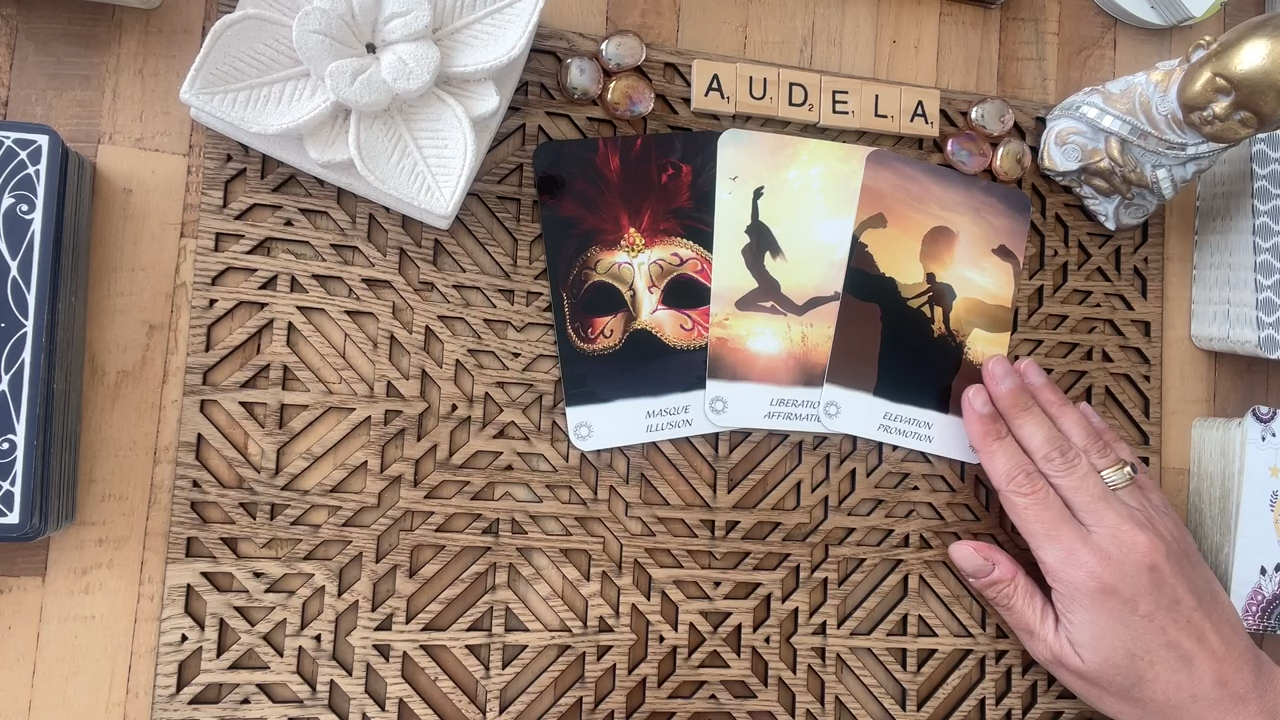 AUDELA
MASQUE
ILLUSION
LIBERATIO
AFFIRMATI
ELEVATION
PROMOTION